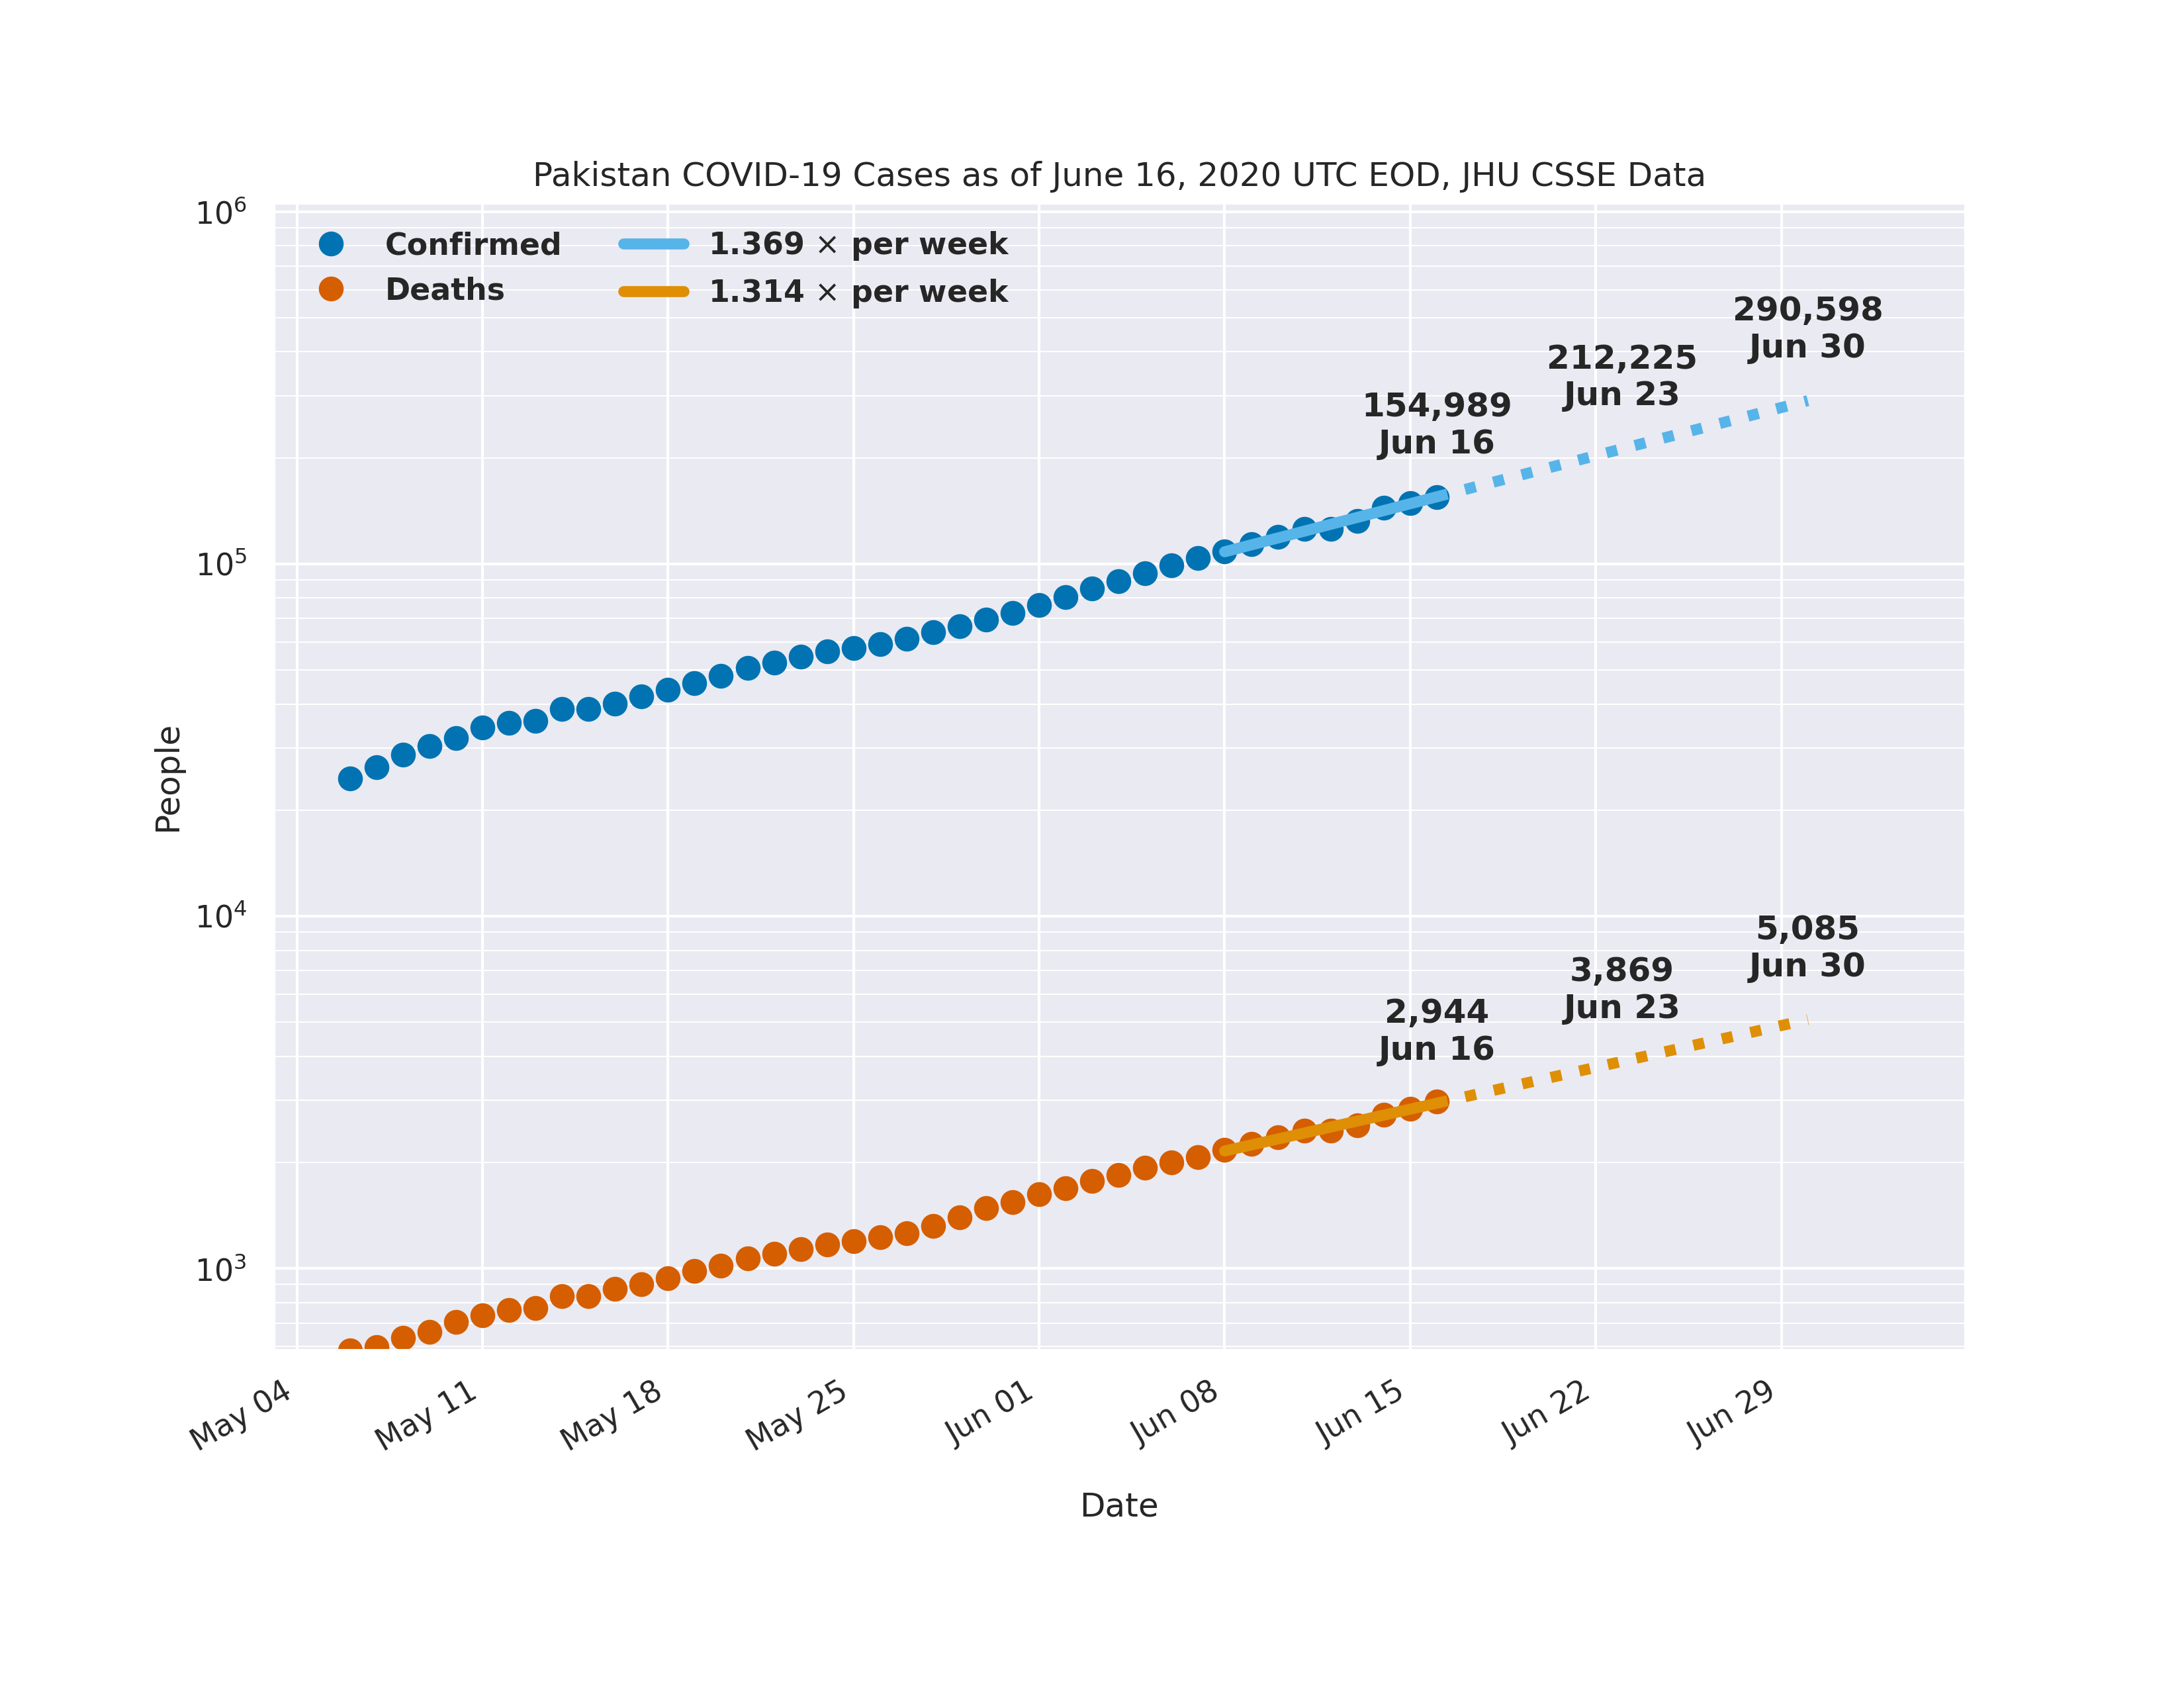 Pakistan COVID-19 Cases as of June 16, 2020 UTC EOD, JHU CSSE Data
Confirmed
Deaths
1.369 × per week
1.314 × per week
290,598
Jun 30
212,225
Jun 23
154,989
Jun 16
5,085
Jun 30
3,869
Jun 23
2,944
Jun 16
10⁶
10⁵
10⁴
10³
People
May 04
May 11
May 18
May 25
Jun 01
Jun 08
Jun 15
Jun 22
Jun 29
Date